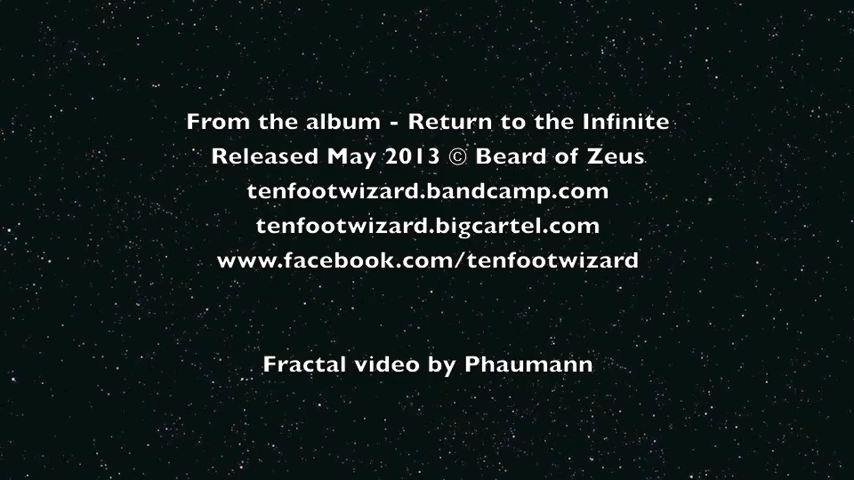 From the album - Return to the Infinite
Released May 2013 © Beard of Zeus
tenfootwizard.bandcamp.com
tenfootwizard.bigcartel.com
www.facebook.com/tenfootwizard
Fractal video by Phaumann